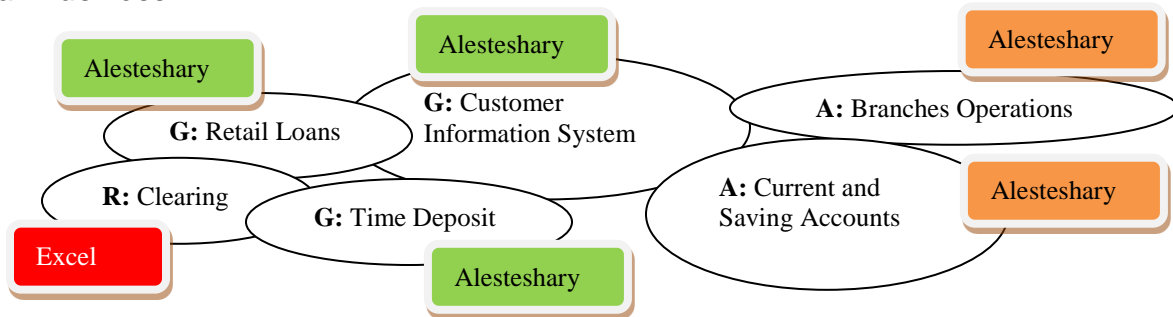 Alesteshary
Alesteshary
Alesteshary
G: Customer
Information System
A: Branches Operations
G: Retail Loans
R: Clearing
G: Time Deposit
A: Current and
Saving Accounts
Alesteshary
Excel
Alesteshary